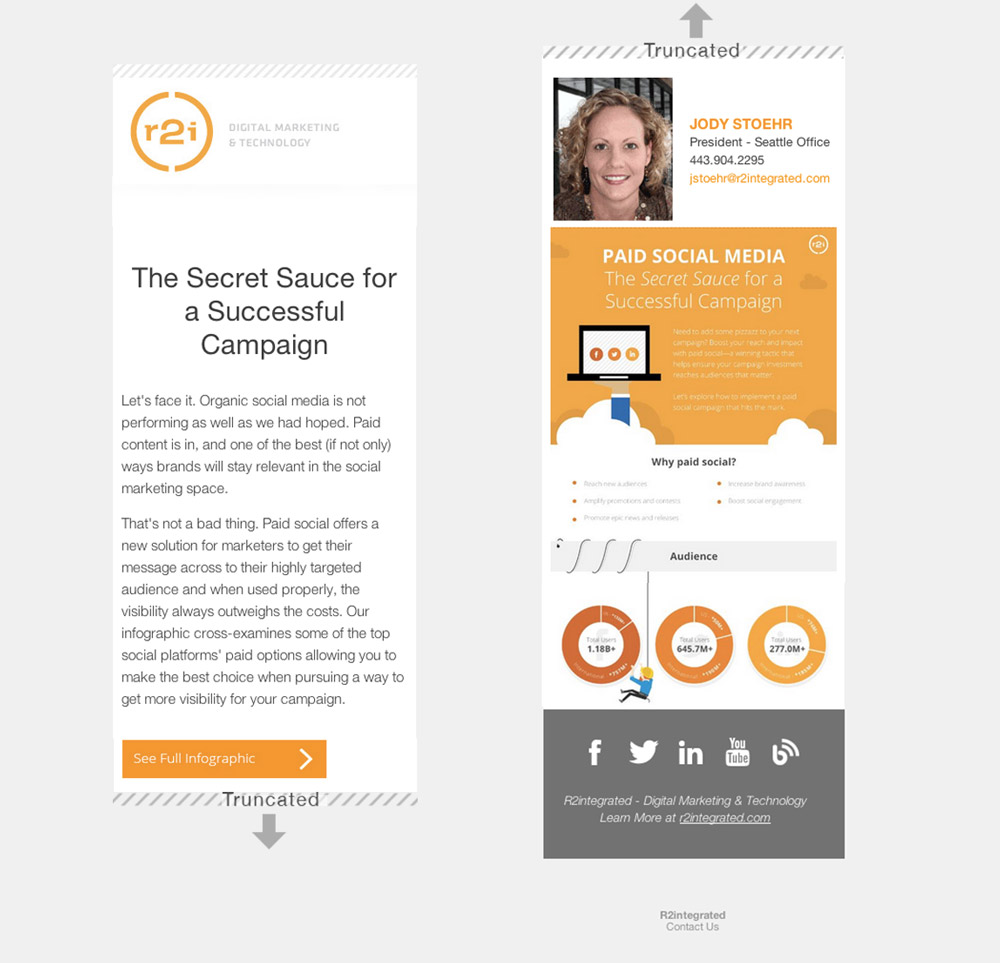 r2i
DIGITAL MARKETING
& TECHNOLOGY
The Secret Sauce for
a Successful
Campaign
Let's face it. Organic social media is not
performing as well as we had hoped. Paid
content is in, and one of the best (if not only)
ways brands will stay relevant in the social
marketing space.
That's not a bad thing. Paid social offers a
new solution for marketers to get their
message across to their highly targeted
audience and when used properly, the
visibility always outweighs the costs. Our
infographic cross-examines some of the top
social platforms' paid options allowing you to
make the best choice when pursuing a way to
get more visibility for your campaign.
See Full Infographic
Truncated
Truncated
JODY STOEHR
President - Seattle Office
443.904.2295
jstoehr@r2integrated.com
r2i
PAID SOCIAL MEDIA
The Secret Sauce for a
Successful Campaign
Need to add some pizzazz to your next
campaign? Boost your reach and impact
with paid social—a winning tactic that
helps ensure your campaign investment
reaches audiences that matter.
Let's explore how to implement a paid
social campaign that hits the mark.
Why paid social?
Reach new audiences
Increase brand awareness
Amplify promotions and contests
Boost social engagement
Promote epic news and releases
Audience
Total Users
1.18B+
Total Users
645.7M+
Total Users
277.0M+
You
Tube
R2integrated - Digital Marketing & Technology
Learn More at r2integrated.com
R2integrated
Contact Us